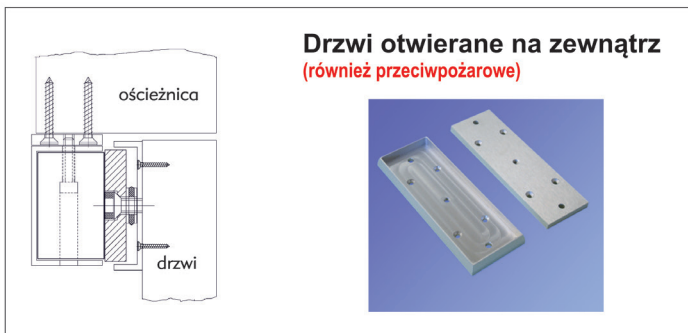 Drzwi otwierane na zewnątrz
(również przeciwpożarowe)
ościeżnica
drzwi